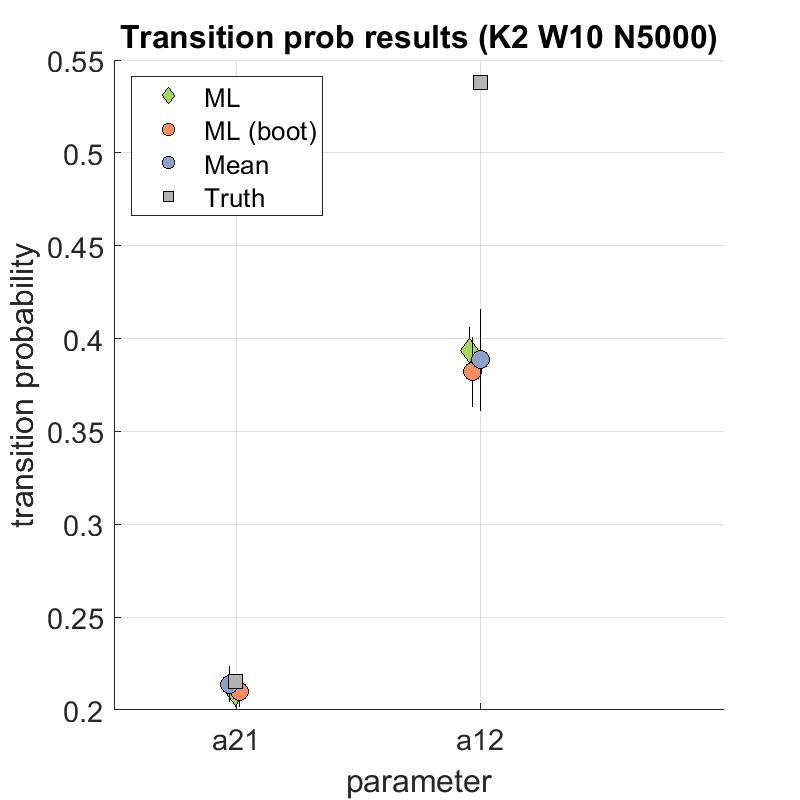 Transition prob results (K2 W10 N5000)
0.55
0.5
0.45
0.4
0.35
0.3
0.25
0.2
transition probability
ML
ML (boot)
Mean
Truth
a21
a12
parameter